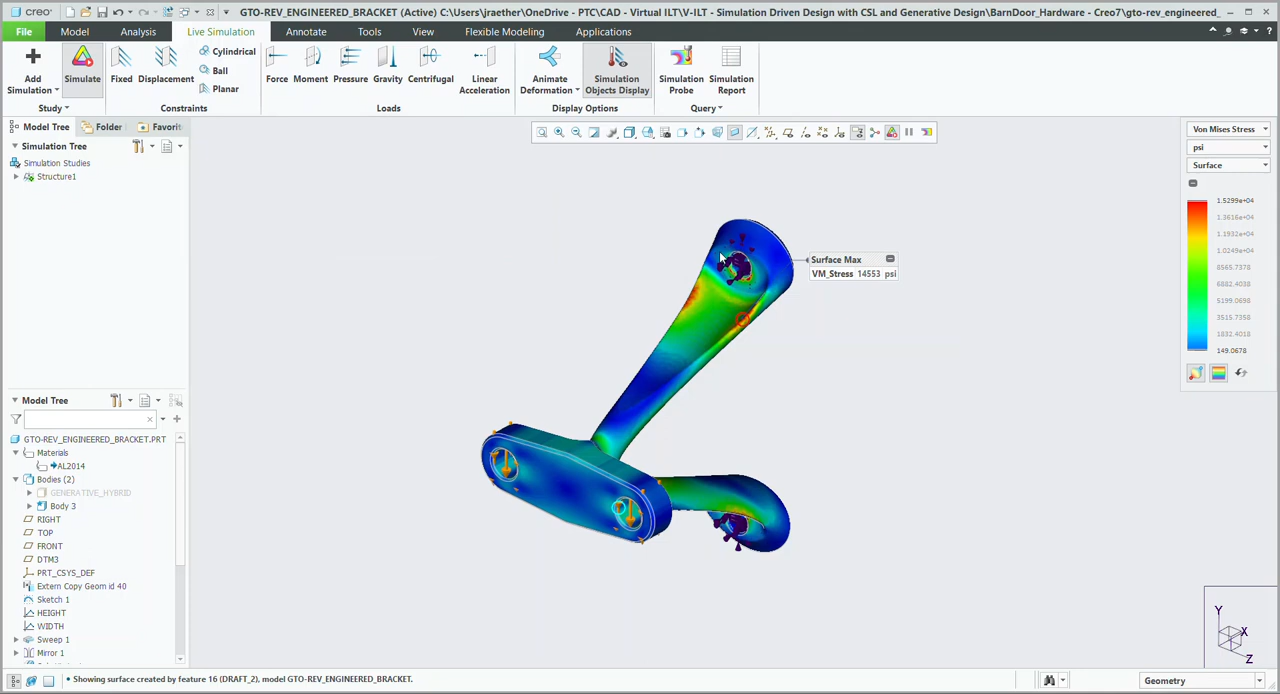 creo GTO-REV_ENGINEERED_BRACKET (Active) C:\Users\jraether\OneDrive - PTC\CAD - Virtual ILT\V-ILT - Simulation Driven Design with CSL and Generative Design\BarnDoor_Hardware - Creo7\gto-rev_engineered_
File Model Analysis Live Simulation Annotate Tools View Flexible Modeling Applications
Add Simulation Simulate Fixed Displacement Cylindrical Ball Planar Force Moment Pressure Gravity Centrifugal Linear Acceleration Animate Deformation Simulation Objects Display Simulation Probe Simulation Report
Study Constraints Loads Display Options Query
Model Tree Folder Favorit
Simulation Tree
Simulation Studies
Structure1
Von Mises Stress
psi
Surface
1.5299e+04
1.3616e+04
1.1932e+04
1.0249e+04
8565.7378
6882.4038
5199.0698
3515.7358
1832.4018
149.0678
Surface Max
VM_Stress 14553 psi
Model Tree
GTO-REV_ENGINEERED_BRACKET.PRT
Materials
AL2014
Bodies (2)
GENERATIVE_HYBRID
Body 3
RIGHT
TOP
FRONT
DTM3
PRT_CSYS_DEF
Extern Copy Geom id 40
Sketch 1
HEIGHT
WIDTH
Sweep 1
Mirror 1
Y
X
Z
• Showing surface created by feature 16 (DRAFT_2), model GTO-REV_ENGINEERED_BRACKET.
Geometry